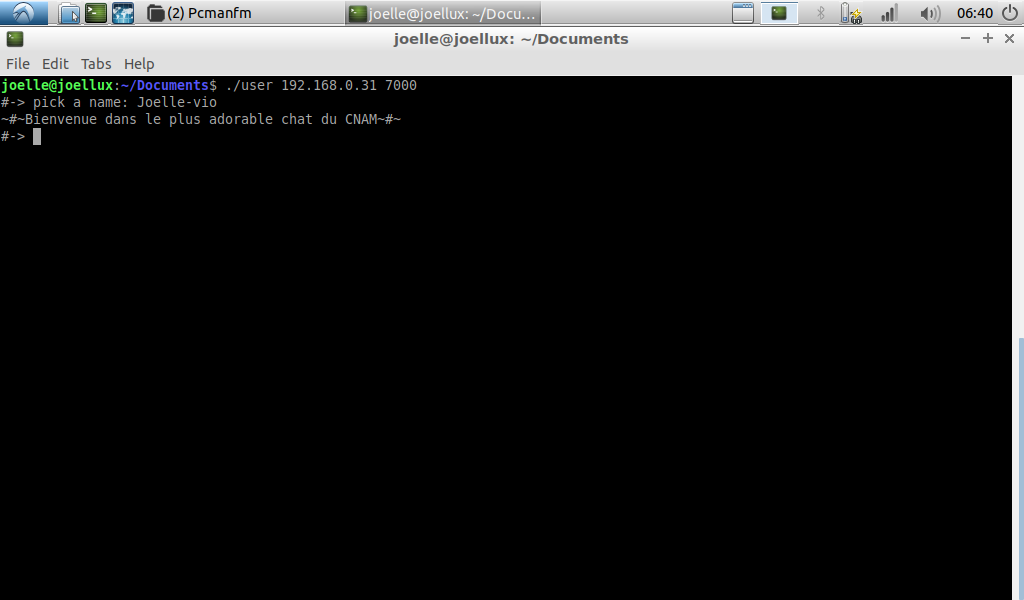 (2) Pcmanfm
joelle@joellux: ~/Docu...
06:40
joelle@joellux: ~/Documents
File Edit Tabs Help
joelle@joellux:~/Documents$ ./user 192.168.0.31 7000
#-> pick a name: Joelle-vio
~#~Bienvenue dans le plus adorable chat du CNAM~#~
#->